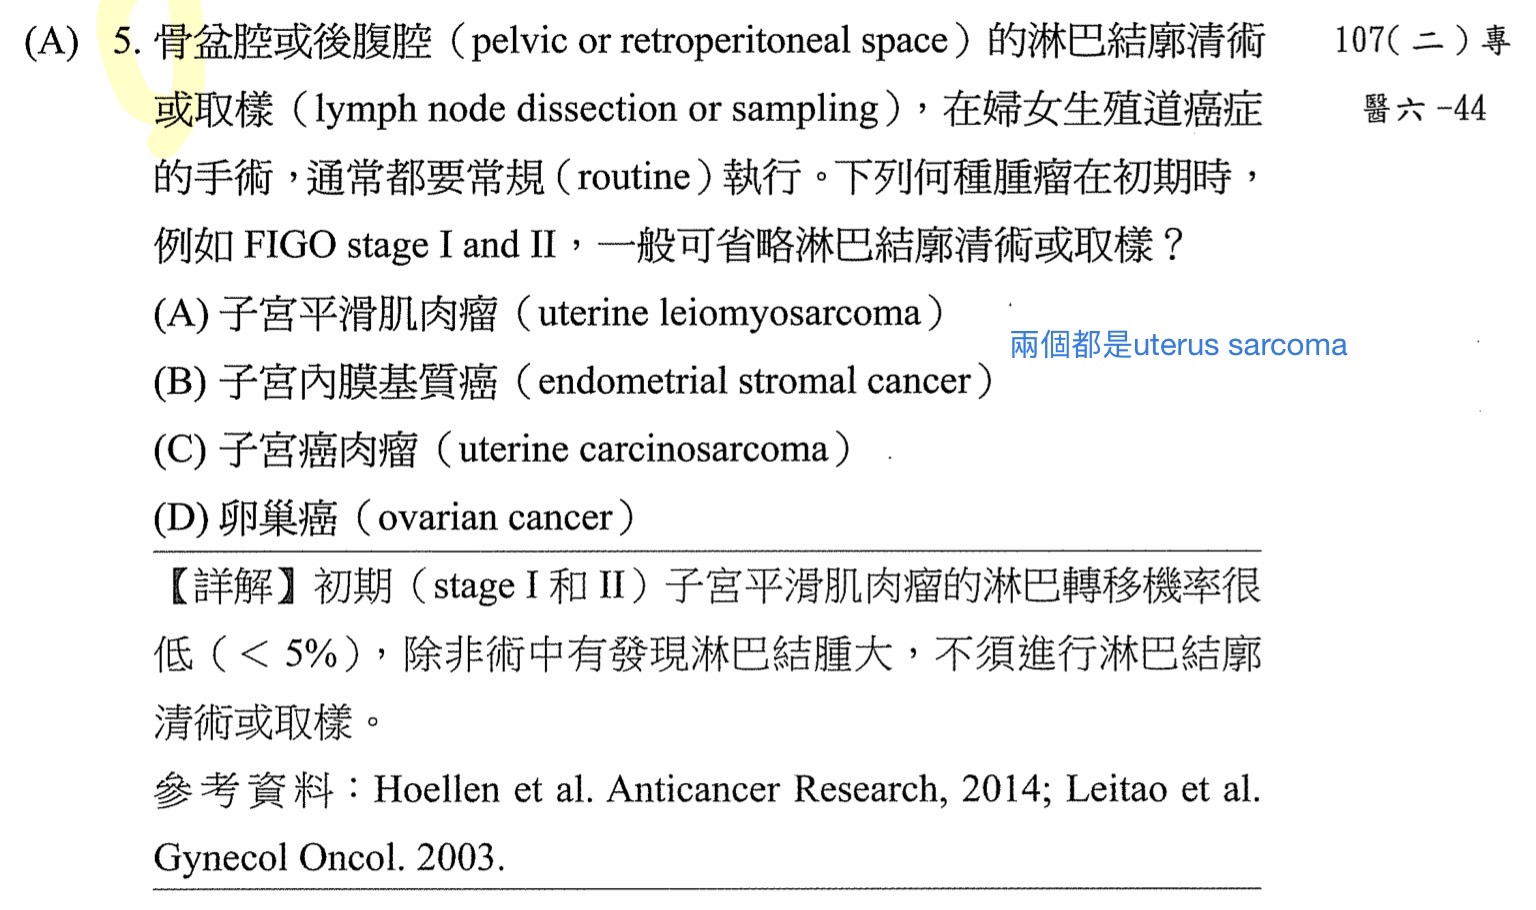 (A) 5. 骨盆腔或後腹腔（pelvic or retroperitoneal space）的淋巴結廓清術 107(二)專
或取樣（lymph node dissection or sampling），在婦女生殖道癌症 醫六-44
的手術，通常都要常規（routine）執行。下列何種腫瘤在初期時，
例如 FIGO stage I and II，一般可省略淋巴結廓清術或取樣？
(A) 子宮平滑肌肉瘤（uterine leiomyosarcoma）
兩個都是uterus sarcoma
(B) 子宮內膜基質癌（endometrial stromal cancer）
(C) 子宮癌肉瘤（uterine carcinosarcoma）
(D) 卵巢癌（ovarian cancer）
【詳解】初期（stage I 和 II）子宮平滑肌肉瘤的淋巴轉移機率很
低（< 5%），除非術中有發現淋巴結腫大，不須進行淋巴結廓
清術或取樣。
參考資料：Hoellen et al. Anticancer Research, 2014; Leitao et al.
Gynecol Oncol. 2003.